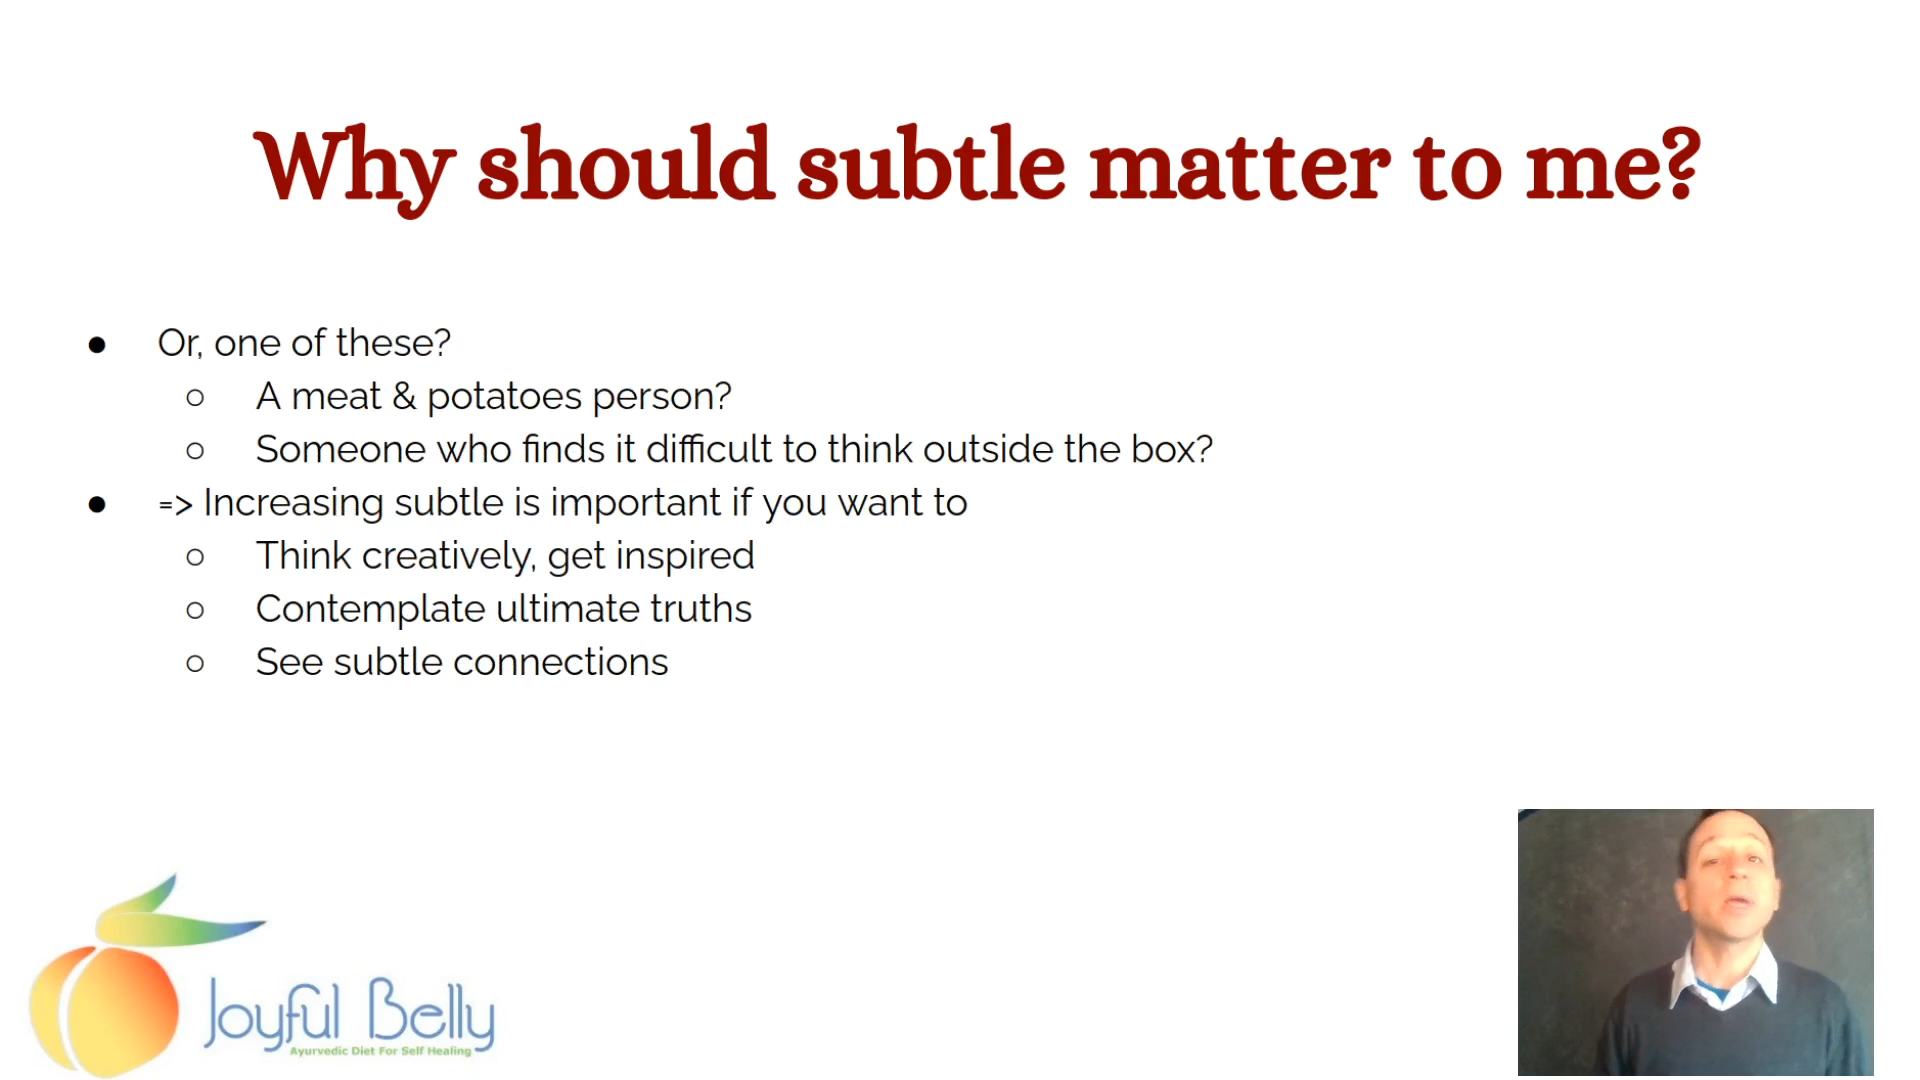 Why should subtle matter to me?
● Or, one of these?
○ A meat & potatoes person?
○ Someone who finds it difficult to think outside the box?
● => Increasing subtle is important if you want to
○ Think creatively, get inspired
○ Contemplate ultimate truths
○ See subtle connections
Joyful Belly
Ayurvedic Diet For Self Healing